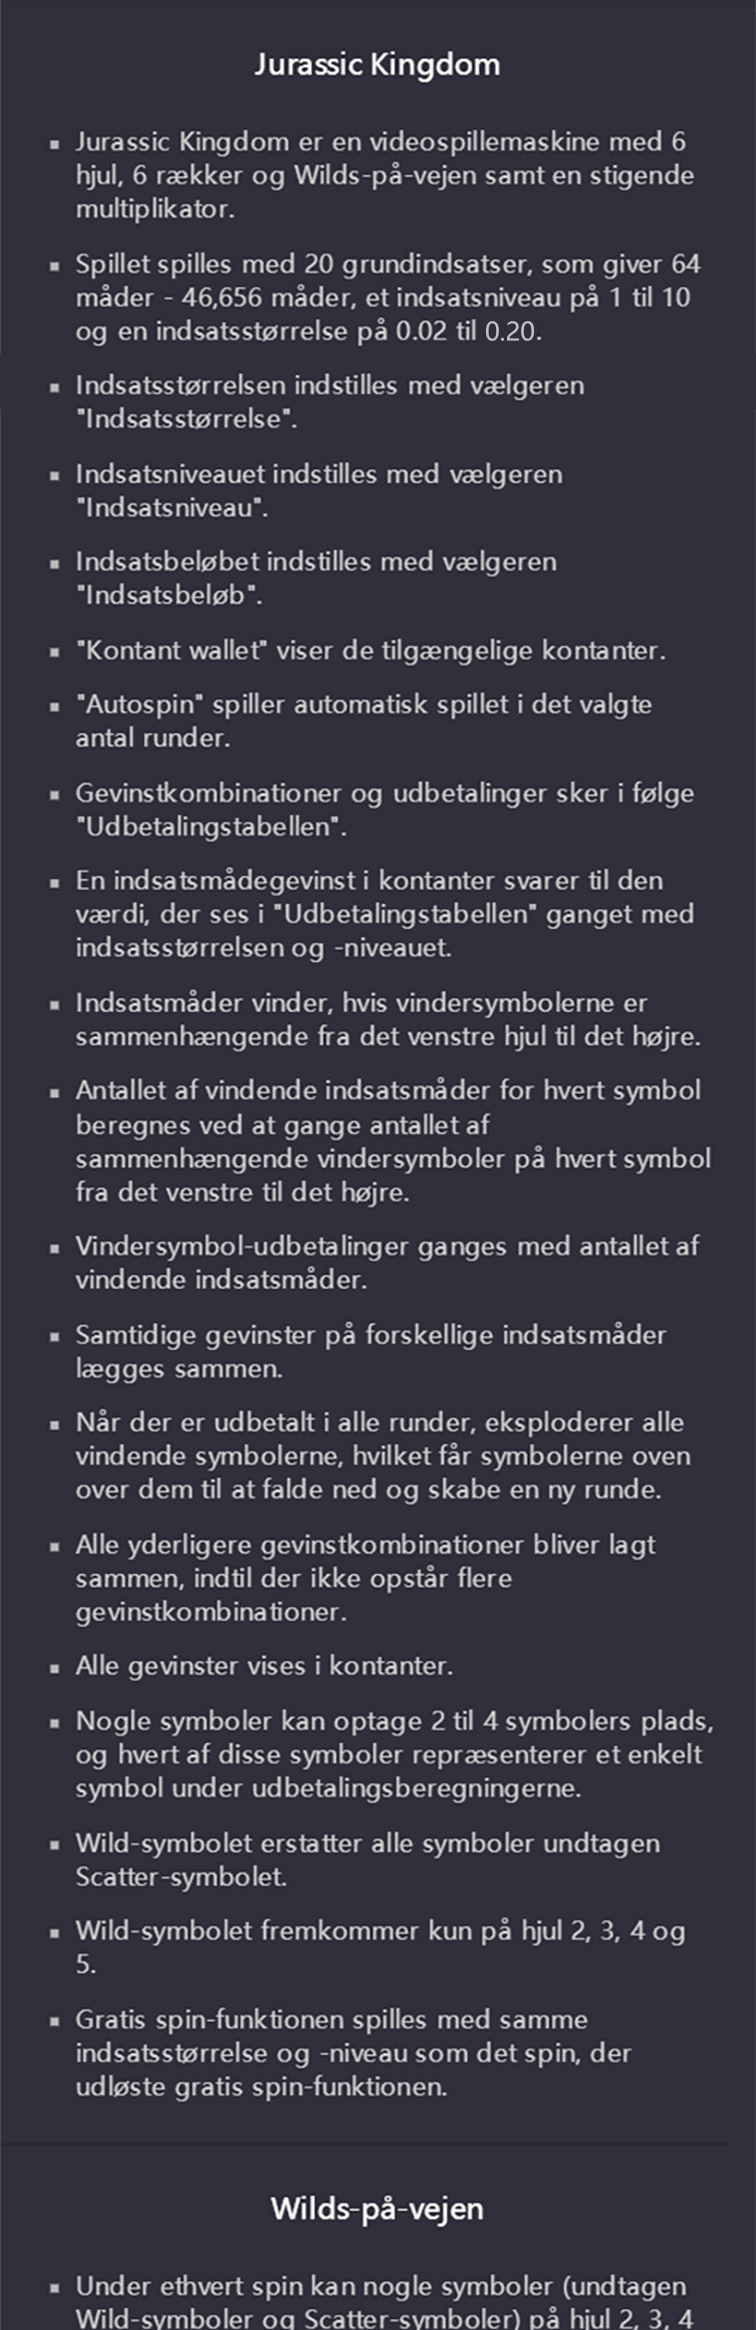 Jurassic Kingdom
▪ Jurassic Kingdom er en videospillemaskine med 6
hjul, 6 rækker og Wilds-på-vejen samt en stigende
multiplikator.
▪ Spillet spilles med 20 grundindsatser, som giver 64
måder - 46,656 måder, et indsatsniveau på 1 til 10
og en indsatsstørrelse på 0.02 til 0.20.
▪ Indsatsstørrelsen indstilles med vælgeren
"Indsatsstørrelse".
▪ Indsatsniveauet indstilles med vælgeren
"Indsatsniveau".
▪ Indsatsbeløbet indstilles med vælgeren
"Indsatsbeløb".
▪ "Kontant wallet" viser de tilgængelige kontanter.
▪ "Autospin" spiller automatisk spillet i det valgte
antal runder.
▪ Gevinstkombinationer og udbetalinger sker i følge
"Udbetalingstabellen".
▪ En indsatsmådegevinst i kontanter svarer til den
værdi, der ses i "Udbetalingstabellen" ganget med
indsatsstørrelsen og -niveauet.
▪ Indsatsmåder vinder, hvis vindersymbolerne er
sammenhængende fra det venstre hjul til det højre.
▪ Antallet af vindende indsatsmåder for hvert symbol
beregnes ved at gange antallet af
sammenhængende vindersymboler på hvert symbol
fra det venstre til det højre.
▪ Vindersymbol-udbetalinger ganges med antallet af
vindende indsatsmåder.
▪ Samtidige gevinster på forskellige indsatsmåder
lægges sammen.
▪ Når der er udbetalt i alle runder, eksploderer alle
vindende symbolerne, hvilket får symbolerne oven
over dem til at falde ned og skabe en ny runde.
▪ Alle yderligere gevinstkombinationer bliver lagt
sammen, indtil der ikke opstår flere
gevinstkombinationer.
▪ Alle gevinster vises i kontanter.
▪ Nogle symboler kan optage 2 til 4 symbolers plads,
og hvert af disse symboler repræsenterer et enkelt
symbol under udbetalingsberegningerne.
▪ Wild-symbolet erstatter alle symboler undtagen
Scatter-symbolet.
▪ Wild-symbolet fremkommer kun på hjul 2, 3, 4 og
5.
▪ Gratis spin-funktionen spilles med samme
indsatsstørrelse og -niveau som det spin, der
udløste gratis spin-funktionen.
Wilds-på-vejen
▪ Under ethvert spin kan nogle symboler (undtagen
Wild-symboler og Scatter-symboler) på hjul 2, 3, 4